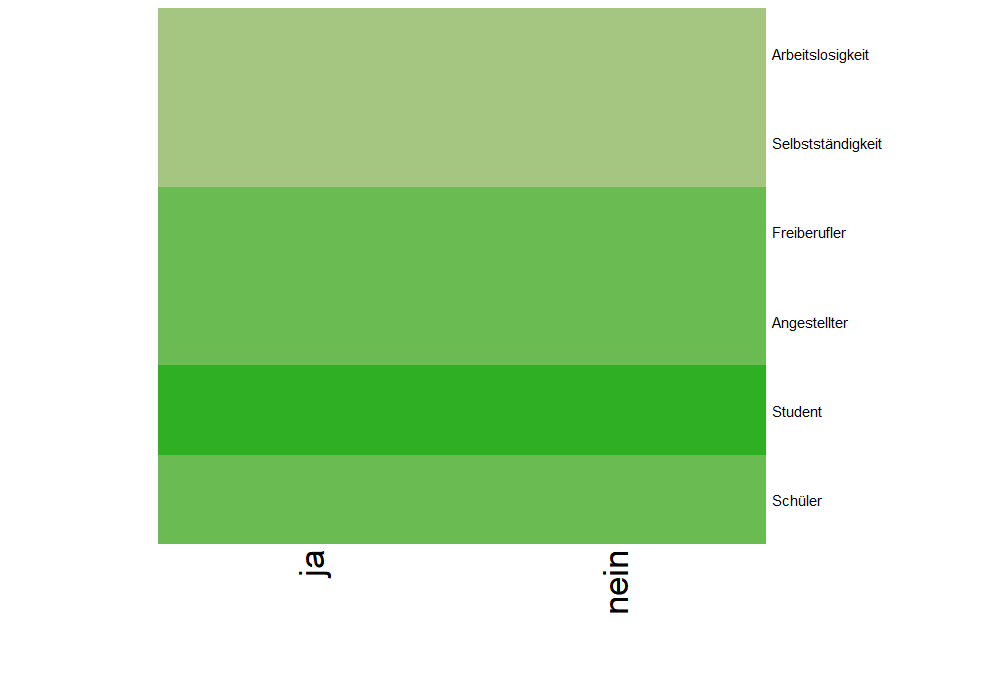 Arbeitslosigkeit
Selbstständigkeit
Freiberufler
Angestellter
Student
Schüler
ja
nein